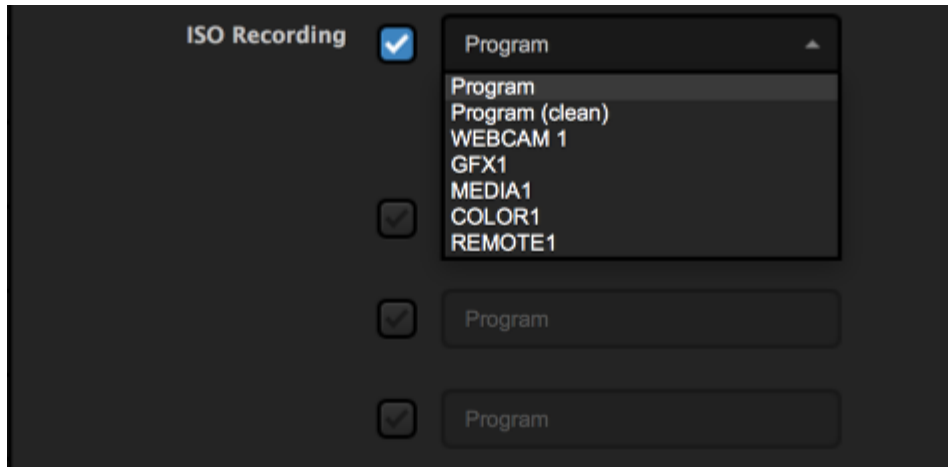 ISO Recording
Program
Program
Program (clean)
WEBCAM 1
GFX1
MEDIA1
COLOR1
REMOTE1
Program
Program